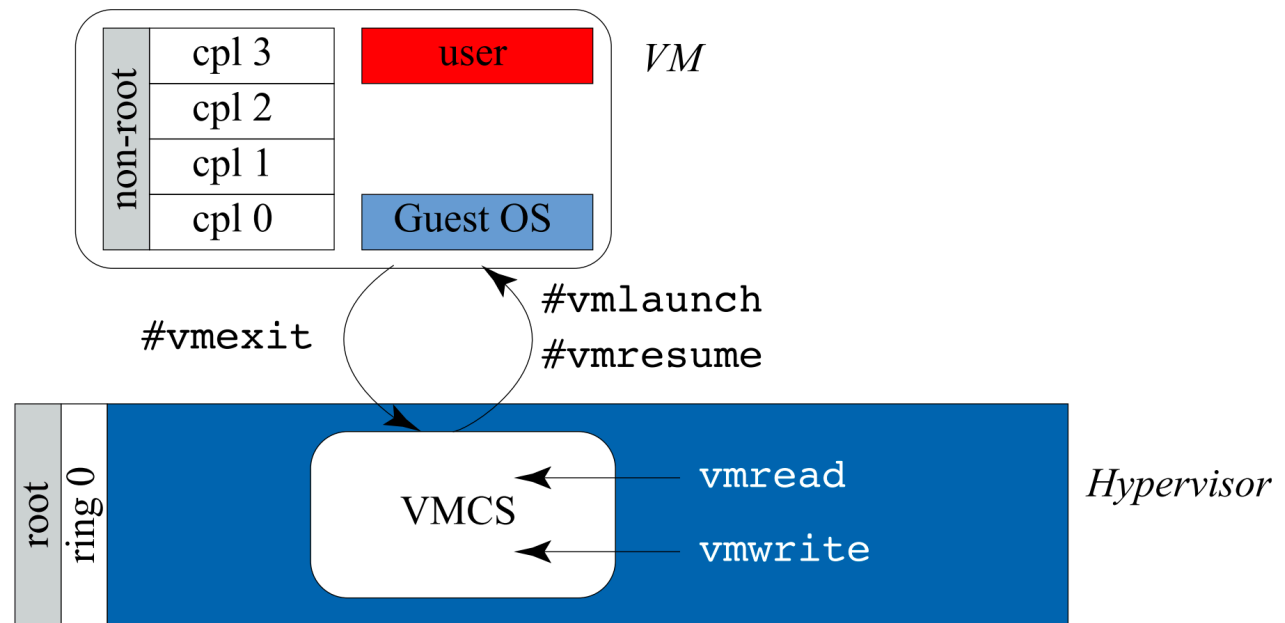 non-root
cpl 3
user
VM
cpl 2
cpl 1
cpl 0
Guest OS
#vmexit
#vmlaunch
#vmresume
root
ring 0
VMCS
vmread
vmwrite
Hypervisor